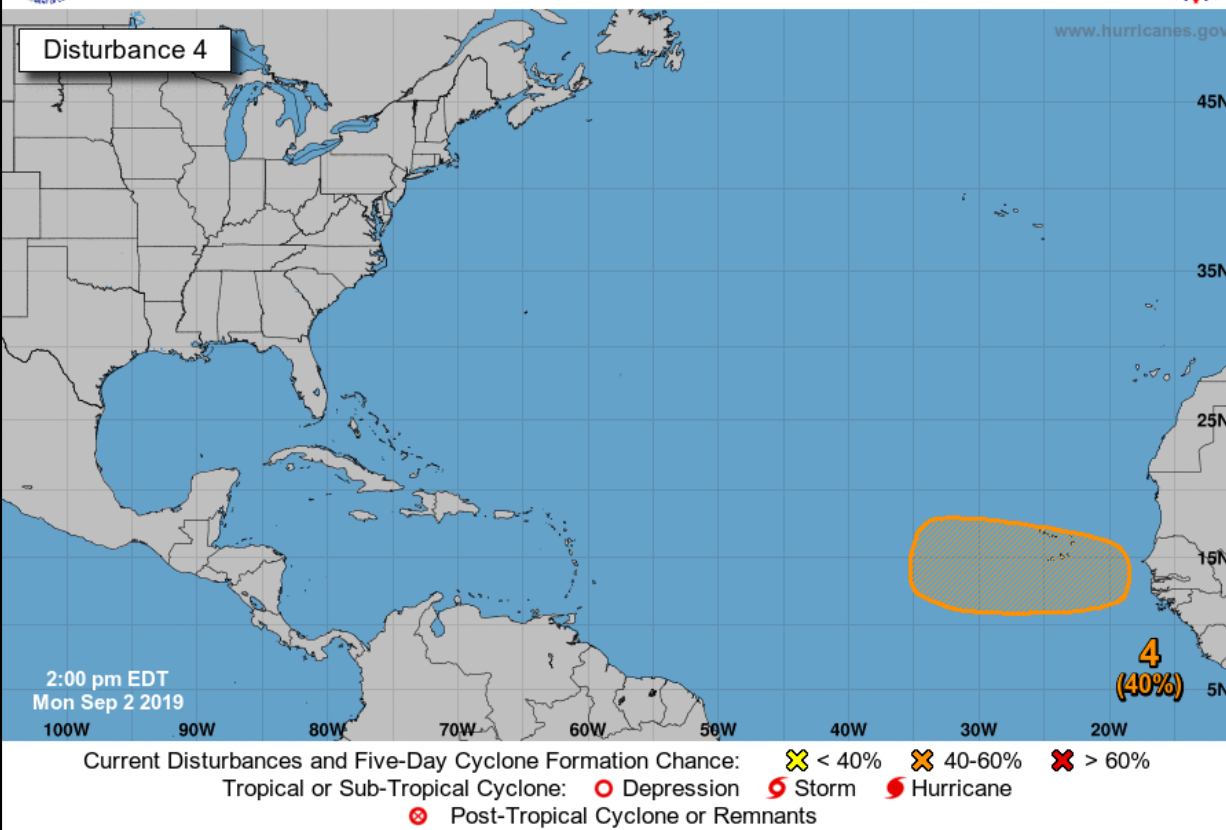 www.hurricanes.gov
Disturbance 4
45N
35N
25N
15N
4
(40%)
5N
2:00 pm EDT
Mon Sep 2 2019
100W 90W 80W 70W 60W 50W 40W 30W 20W
Current Disturbances and Five-Day Cyclone Formation Chance: < 40% 40-60% > 60%
Tropical or Sub-Tropical Cyclone: Depression Storm Hurricane
Post-Tropical Cyclone or Remnants